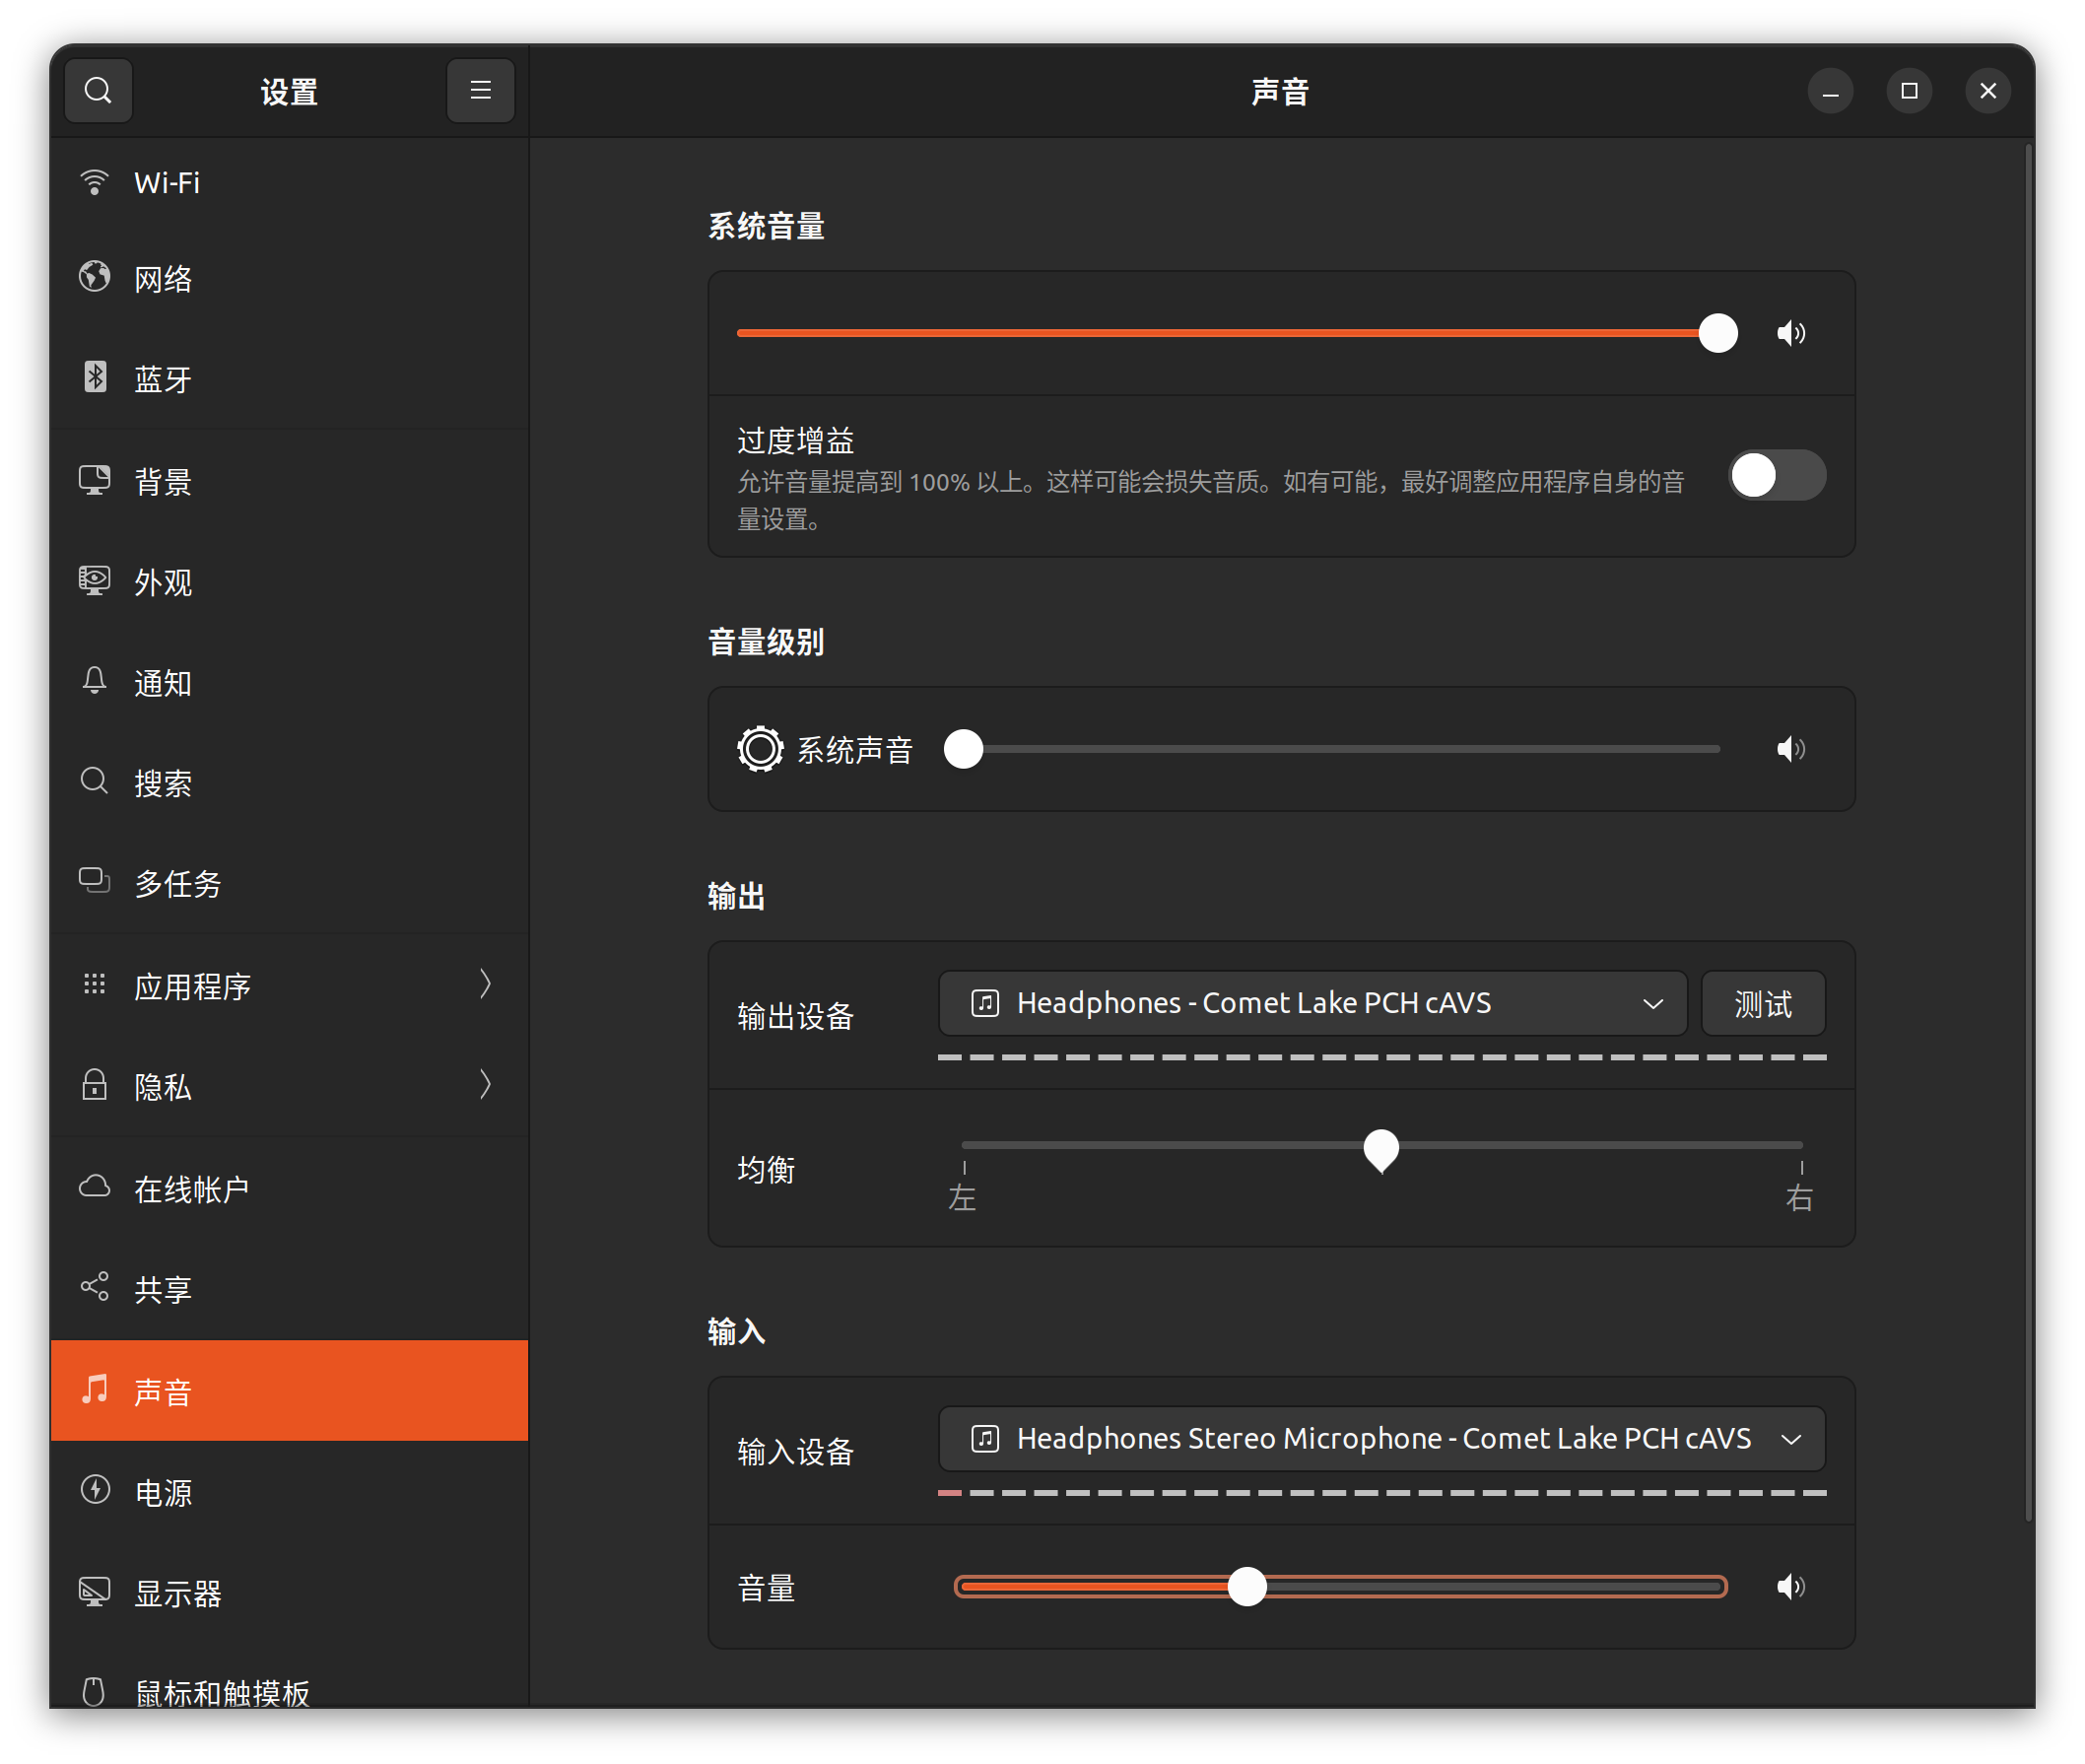 设置
声音
Wi-Fi
网络
蓝牙
背景
外观
通知
搜索
多任务
应用程序
隐私
在线帐户
共享
声音
电源
显示器
鼠标和触摸板
系统音量
过度增益
允许音量提高到 100% 以上。这样可能会损失音质。如有可能，最好调整应用程序自身的音
量设置。
音量级别
系统声音
输出
输出设备
Headphones - Comet Lake PCH cAVS
测试
均衡
左
右
输入
输入设备
Headphones Stereo Microphone - Comet Lake PCH cAVS
音量